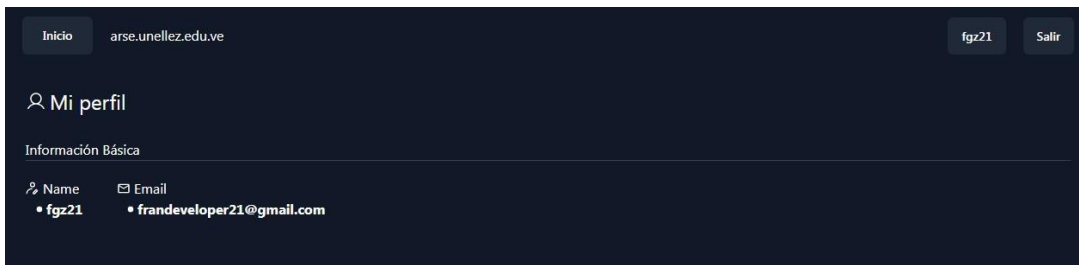 Inicio arse.unellez.edu.ve fgz21 Salir
Mi perfil
Información Básica
Name Email
• fgz21 • frandeveloper21@gmail.com